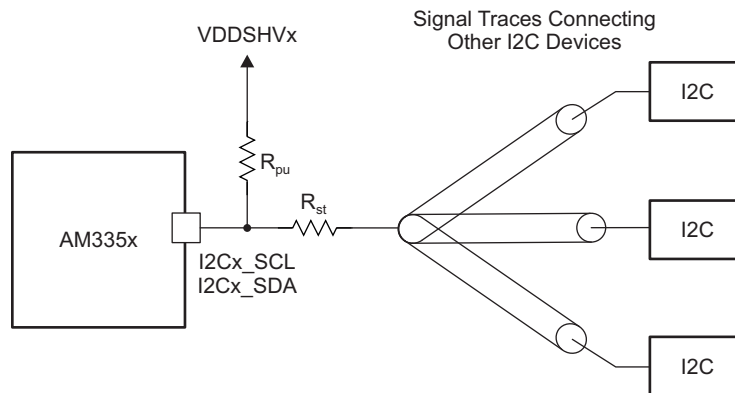 Signal Traces Connecting
Other I2C Devices
VDDSHVx
I2C
Rpu
Rst
AM335x
I2C
I2Cx_SCL
I2Cx_SDA
I2C